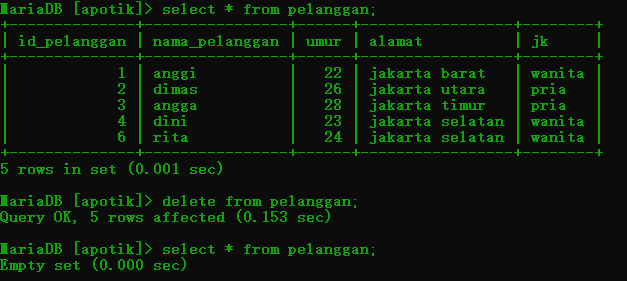 MariaDB [apotik]> select * from pelanggan;
+--------------+----------------+------+-----------------+--------+
| id_pelanggan | nama_pelanggan | umur | alamat          | jk     |
+--------------+----------------+------+-----------------+--------+
|            1 | anggi          |   22 | jakarta barat   | wanita |
|            2 | dimas          |   26 | jakarta utara   | pria   |
|            3 | angga          |   28 | jakarta timur   | pria   |
|            4 | dini           |   23 | jakarta selatan | wanita |
|            6 | rita           |   24 | jakarta selatan | wanita |
+--------------+----------------+------+-----------------+--------+
5 rows in set (0.001 sec)
MariaDB [apotik]> delete from pelanggan;
Query OK, 5 rows affected (0.153 sec)
MariaDB [apotik]> select * from pelanggan;
Empty set (0.000 sec)